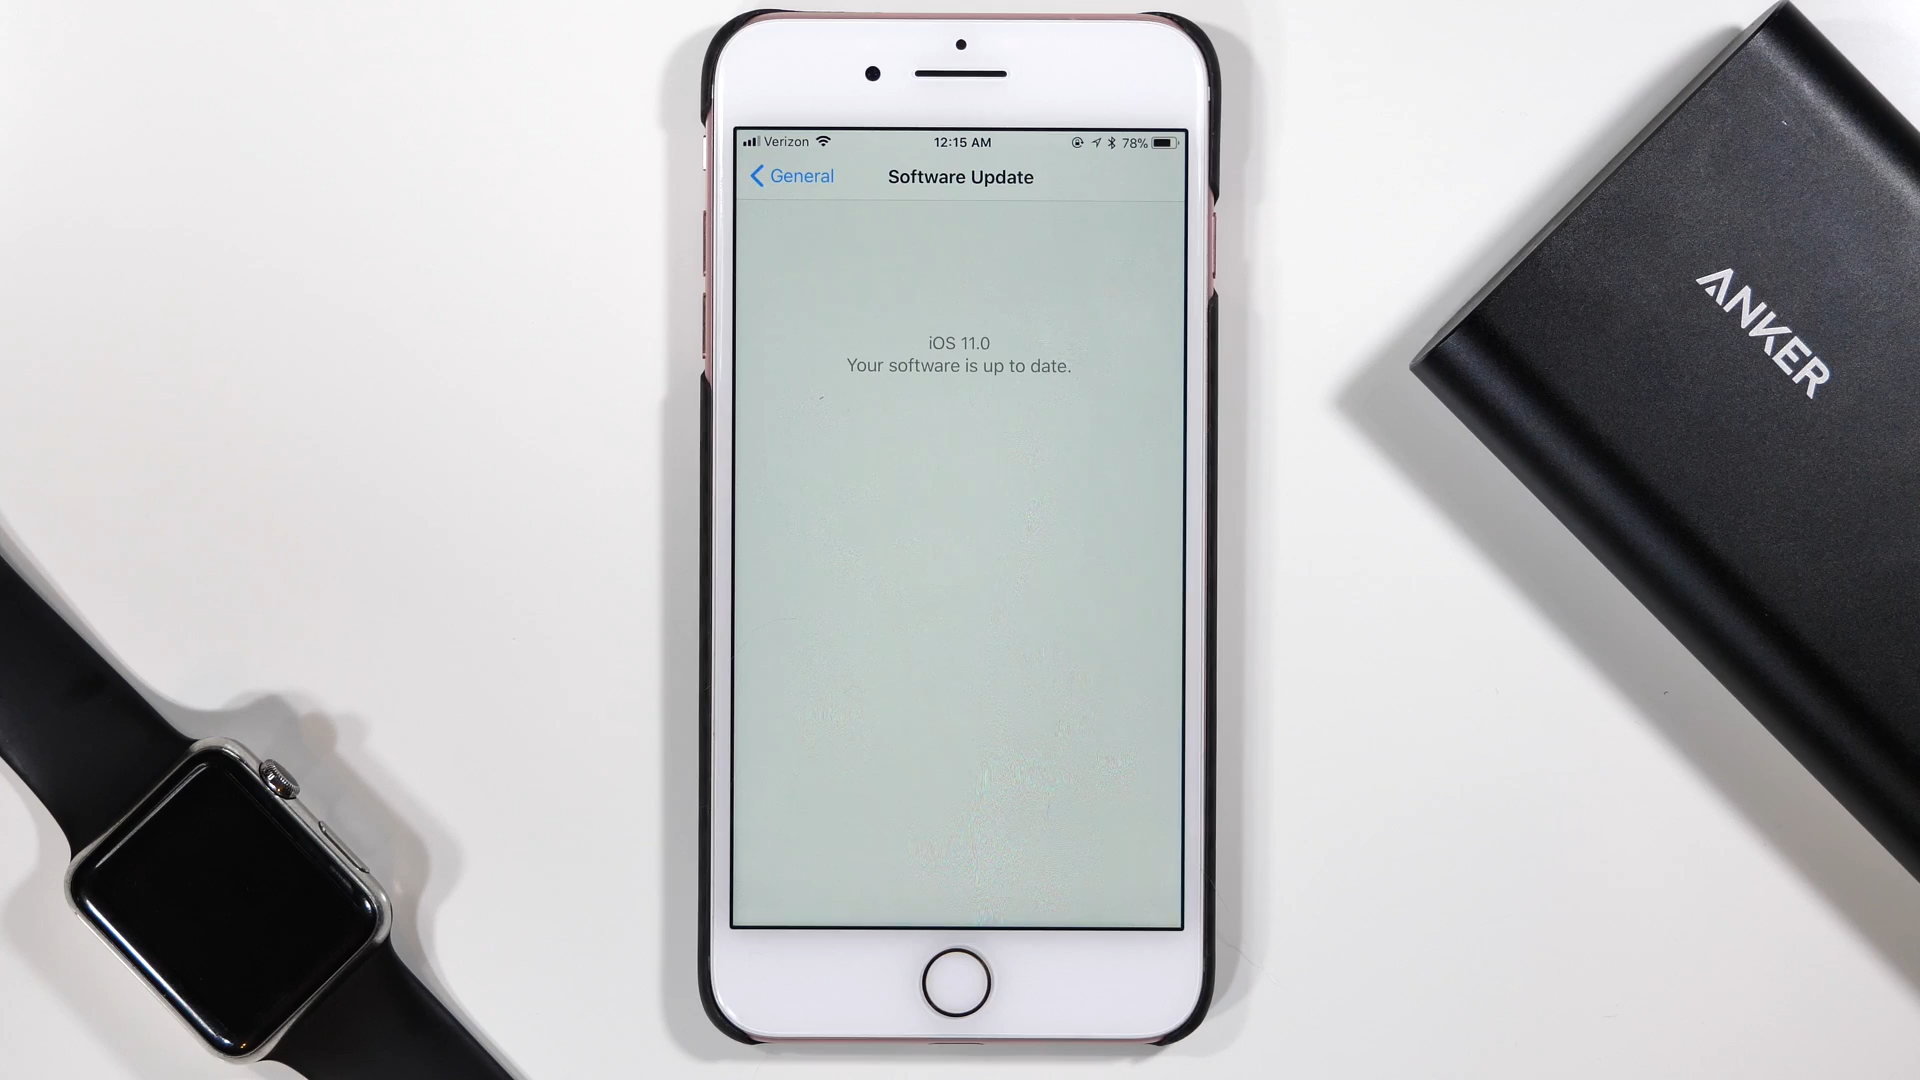 Verizon 12:15 AM 78%
General Software Update
iOS 11.0
Your software is up to date.
ANKER